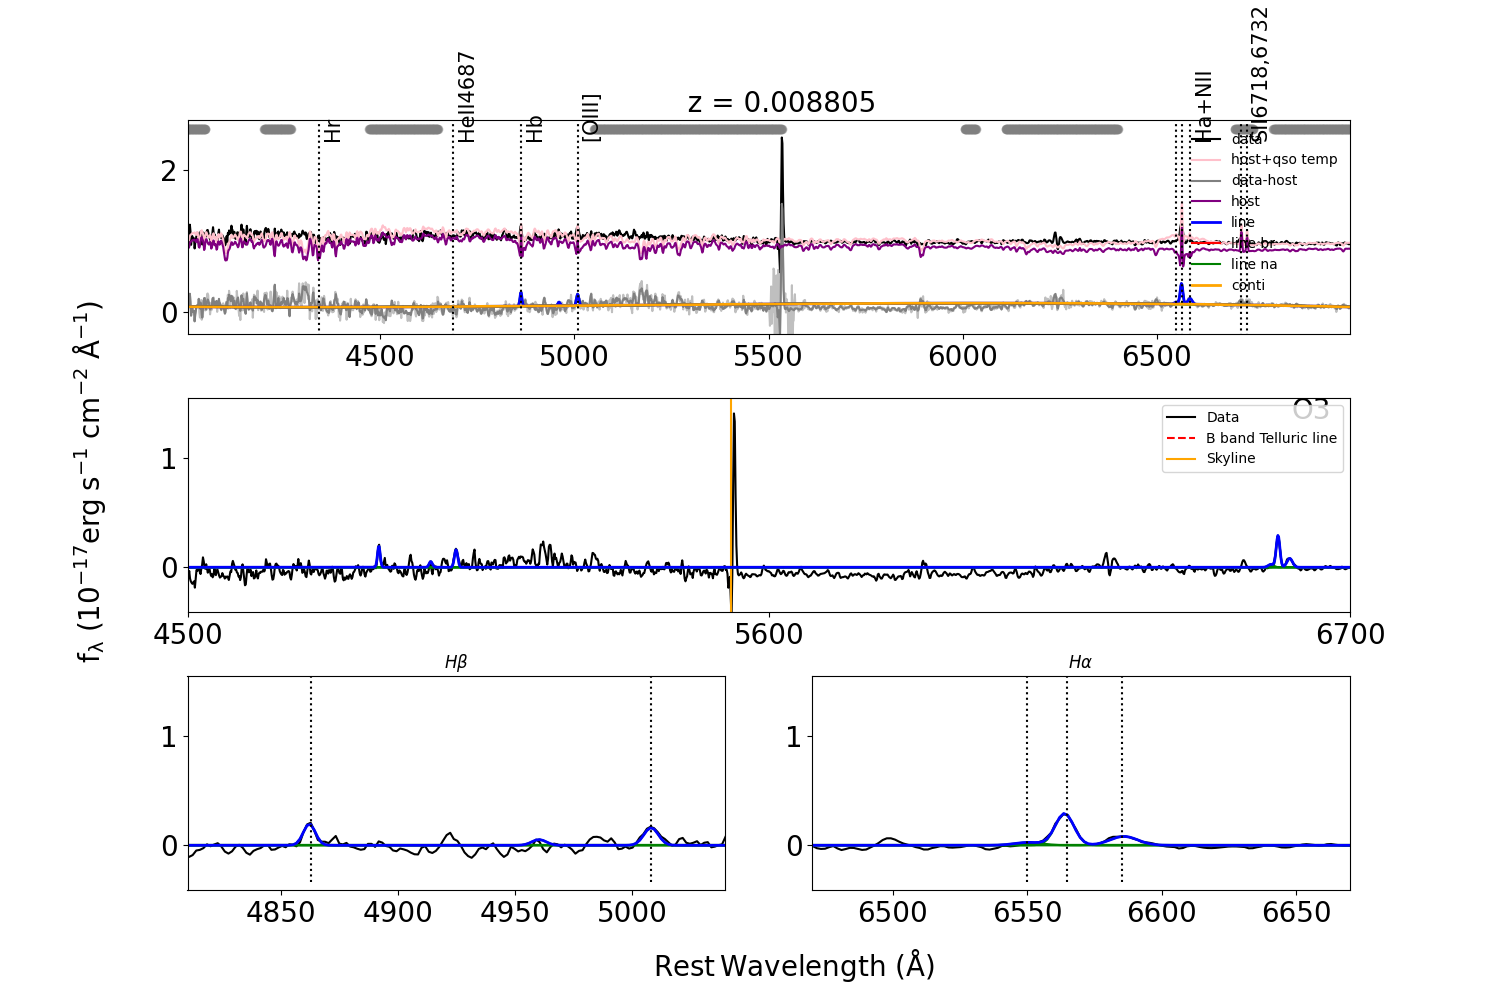 z = 0.008805
Hr
HeII4687
Hb
[OIII]
Ha+NII
SII6718,6732
data
host+qso temp
data-host
host
line
line br
line na
conti
2
0
4500 5000 5500 6000 6500
O3
Data
B band Telluric line
Skyline
1
0
4500 5600 6700
fλ (10⁻¹⁷erg s⁻¹ cm⁻² Å⁻¹)
Hβ
1
0
4850 4900 4950 5000
Hα
1
0
6500 6550 6600 6650
Rest Wavelength (Å)